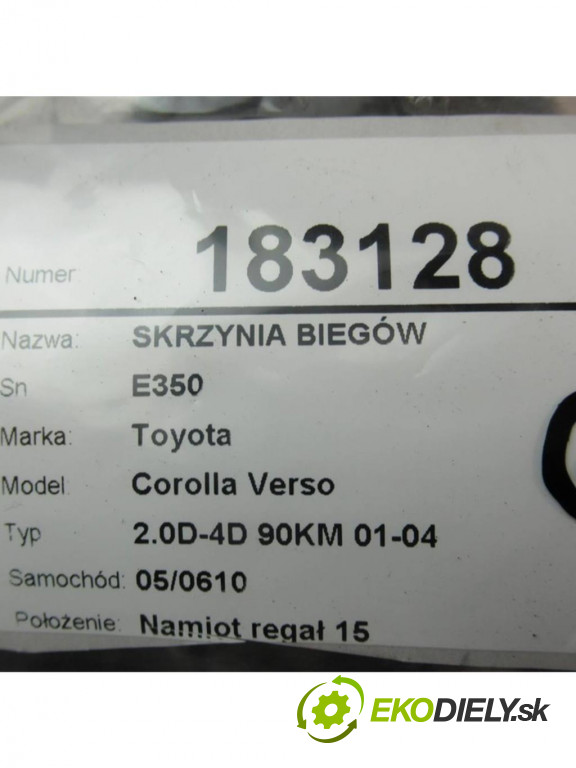 Numer 183128
Nazwa: SKRZYNIA BIEGÓW
Sn E350
Marka: Toyota
Model Corolla Verso
Typ 2.0D-4D 90KM 01-04
Samochód: 05/0610
Położenie: Namiot regał 15
EKODIELY.sk